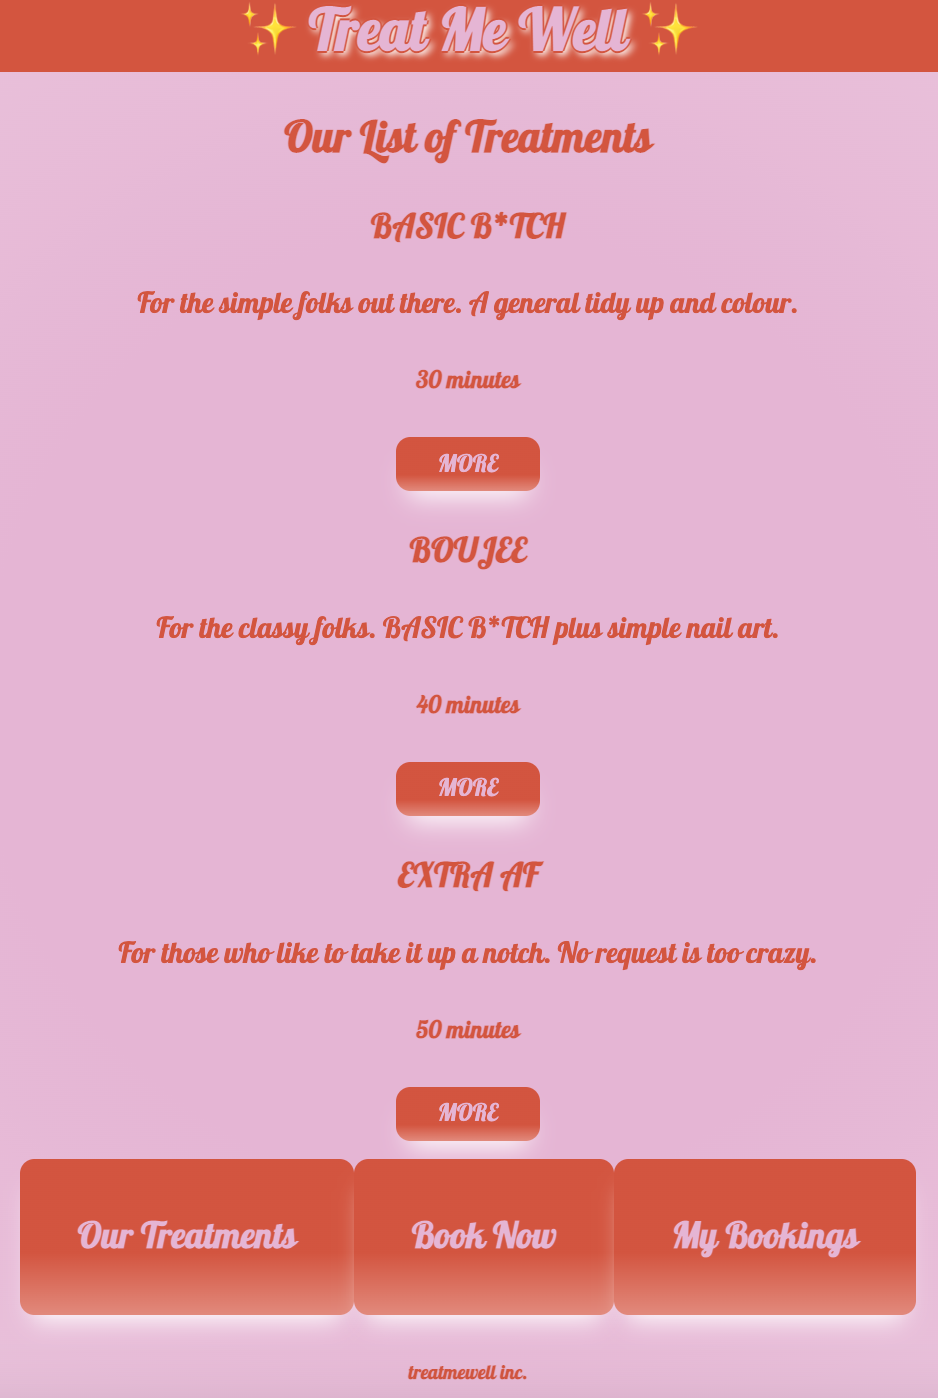 ✨ Treat Me Well ✨
Our List of Treatments
BASIC B*TCH
For the simple folks out there. A general tidy up and colour.
30 minutes
MORE
BOUJEE
For the classy folks. BASIC B*TCH plus simple nail art.
40 minutes
MORE
EXTRA AF
For those who like to take it up a notch. No request is too crazy.
50 minutes
MORE
Our Treatments Book Now My Bookings
treatmewell inc.